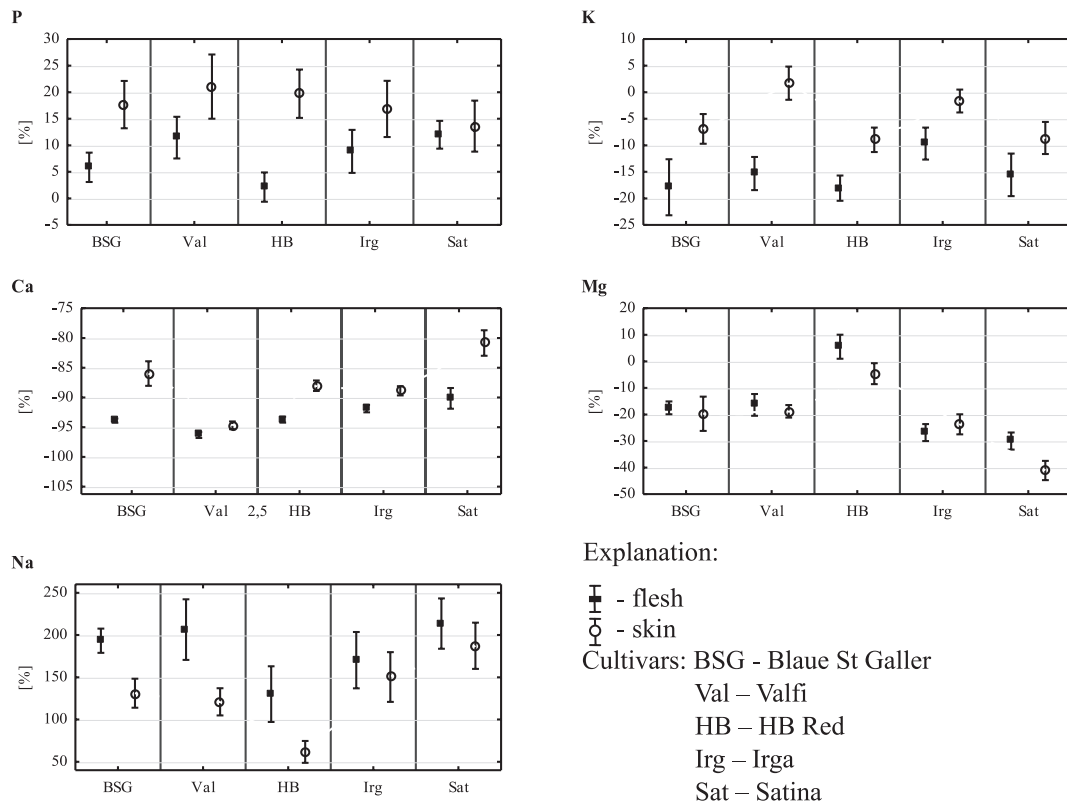 P
30
25
20
15
10
5
0
-5
[%]
BSG Val HB Irg Sat
K
10
5
0
-5
-10
-15
-20
-25
[%]
BSG Val HB Irg Sat
Ca
-75
-80
-85
-90
-95
-100
-105
[%]
BSG Val 2,5 HB Irg Sat
Mg
20
10
0
-10
-20
-30
-40
-50
[%]
BSG Val HB Irg Sat
Na
250
200
150
100
50
[%]
BSG Val HB Irg Sat
Explanation:
- flesh
- skin
Cultivars: BSG - Blaue St Galler
Val – Valfi
HB – HB Red
Irg – Irga
Sat – Satina